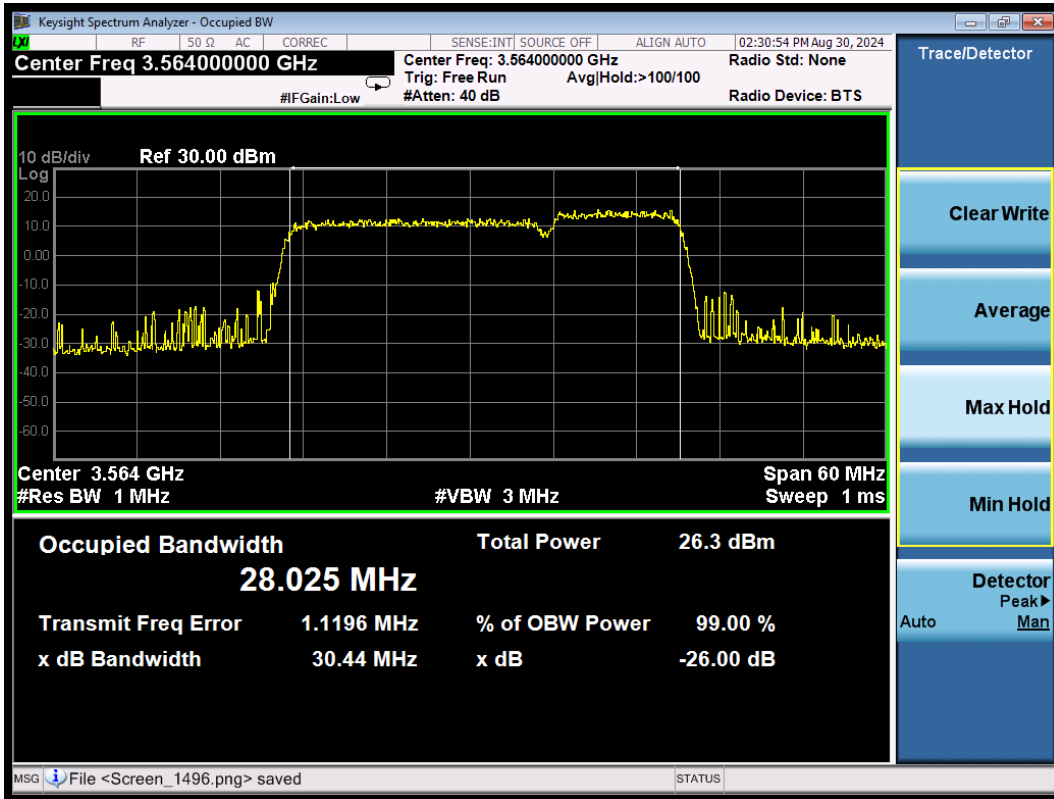 Keysight Spectrum Analyzer - Occupied BW
LXI RF 50 Ω AC CORREC SENSE:INT SOURCE OFF ALIGN AUTO 02:30:54 PM Aug 30, 2024
Center Freq 3.564000000 GHz Center Freq: 3.564000000 GHz Radio Std: None
Trig: Free Run Avg|Hold:>100/100
#IFGain:Low #Atten: 40 dB Radio Device: BTS
10 dB/div Ref 30.00 dBm
Log
20.0
10.0
0.00
-10.0
-20.0
-30.0
-40.0
-50.0
-60.0
Center 3.564 GHz Span 60 MHz
#Res BW 1 MHz #VBW 3 MHz Sweep 1 ms
Occupied Bandwidth Total Power 26.3 dBm
28.025 MHz
Transmit Freq Error 1.1196 MHz % of OBW Power 99.00 %
x dB Bandwidth 30.44 MHz x dB -26.00 dB
Trace/Detector
Clear Write
Average
Max Hold
Min Hold
Detector
Peak▶
Auto Man
MSG File <Screen_1496.png> saved STATUS